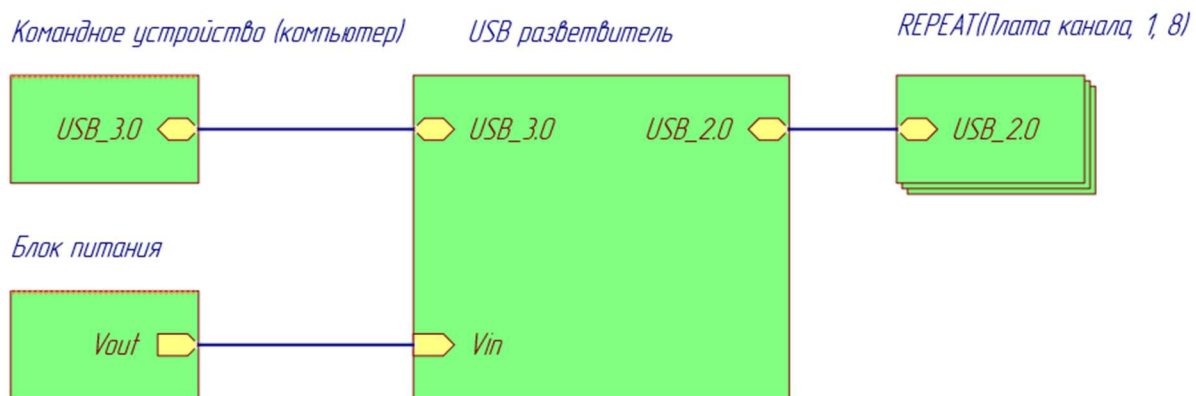 Командное устройство (компьютер)
USB разветвитель
REPEAT(Плата канала, 1, 8)
USB_3.0
USB_3.0
USB_2.0
USB_2.0
Блок питания
Vout
Vin